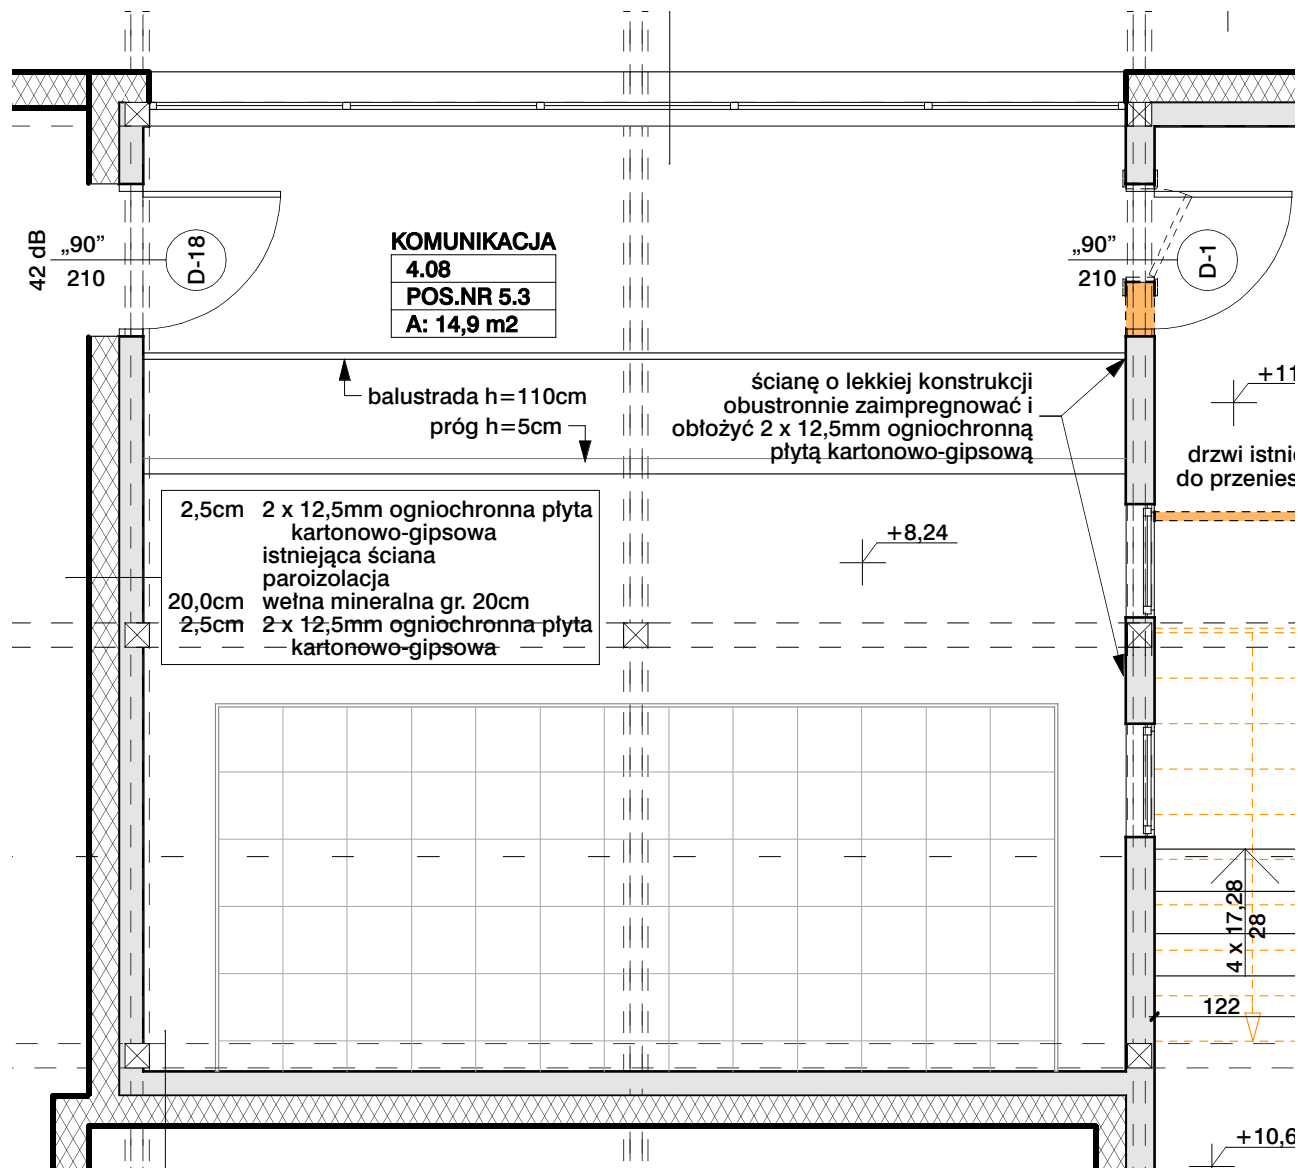 KOMUNIKACJA
4.08
POS.NR 5.3
A: 14,9 m2
42 dB
„90”
210
D-18
„90”
210
D-1
balustrada h=110cm
próg h=5cm
ścianę o lekkiej konstrukcji
obustronnie zaimpregnować i
obłożyć 2 x 12,5mm ogniochronną
płytą kartonowo-gipsową
+11
drzwi istnie
do przenies
2,5cm 2 x 12,5mm ogniochronna płyta
kartonowo-gipsowa
istniejąca ściana
paroizolacja
20,0cm wełna mineralna gr. 20cm
2,5cm 2 x 12,5mm ogniochronna płyta
kartonowo-gipsowa
+8,24
4 x 17,28
28
122
+10,6